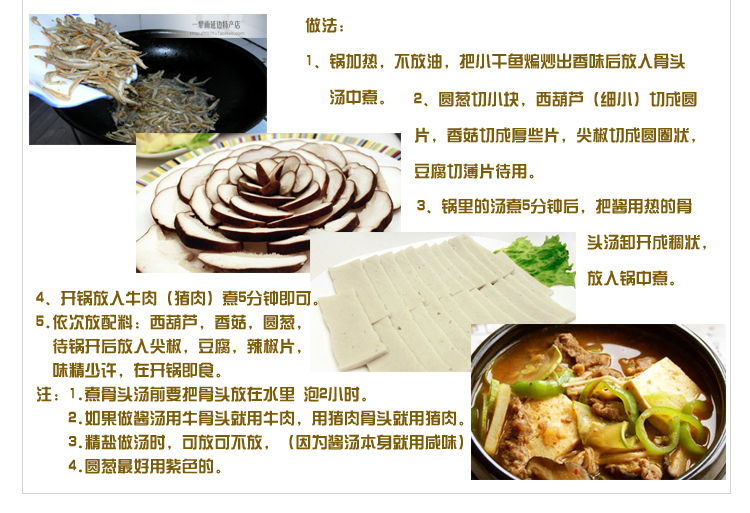 做法：
1、锅加热，不放油，把小干鱼煸炒出香味后放入骨头
汤中煮。
2、圆葱切小块，西葫芦（细小）切成圆
片，香菇切成厚些片，尖椒切成圆圈状，
豆腐切薄片待用。
3、锅里的汤煮5分钟后，把酱用热的骨
头汤卸开成稠状，
放入锅中煮。
4、开锅放入牛肉（猪肉）煮5分钟即可。
5.依次放配料：西葫芦，香菇，圆葱，
待锅开后放入尖椒，豆腐，辣椒片，
味精少许，在开锅即食。
注：1.煮骨头汤前要把骨头放在水里 泡2小时。
2.如果做酱汤用牛骨头就用牛肉，用猪肉骨头就用猪肉。
3.精盐做汤时，可放可不放，（因为酱汤本身就用咸味）
4.圆葱最好用紫色的。